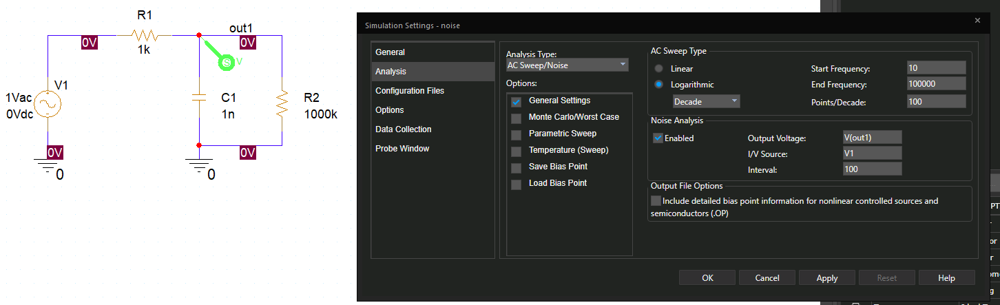 R1
1k
0V
out1
0V
S
V
V1
1Vac
0Vdc
C1
1n
R2
1000k
0V
0V
0
0
Simulation Settings - noise
General
Analysis
Configuration Files
Options
Data Collection
Probe Window
Analysis Type:
AC Sweep/Noise
Options:
General Settings
Monte Carlo/Worst Case
Parametric Sweep
Temperature (Sweep)
Save Bias Point
Load Bias Point
AC Sweep Type
Linear
Logarithmic
Decade
Start Frequency: 10
End Frequency: 100000
Points/Decade: 100
Noise Analysis
Enabled
Output Voltage: V(out1)
I/V Source: V1
Interval: 100
Output File Options
Include detailed bias point information for nonlinear controlled sources and
semiconductors (.OP)
OK Cancel Apply Reset Help